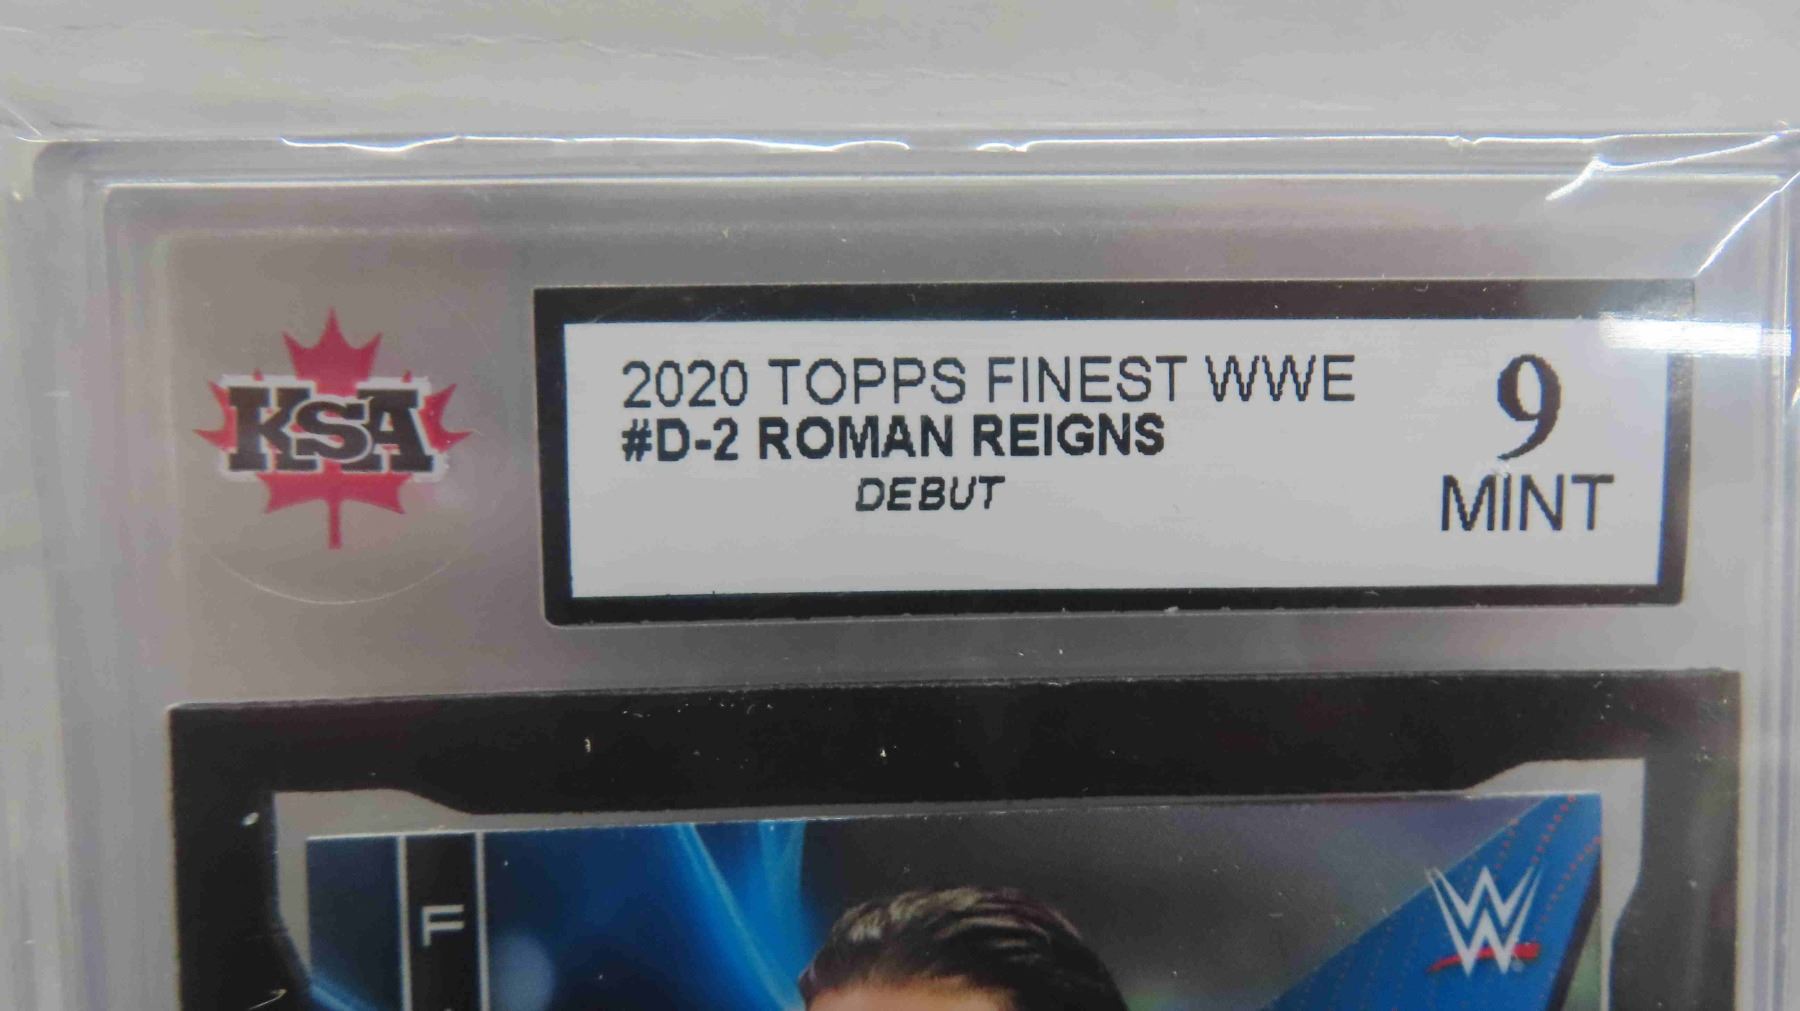 KSA
2020 TOPPS FINEST WWE
#D-2 ROMAN REIGNS
DEBUT
9
MINT
F
W